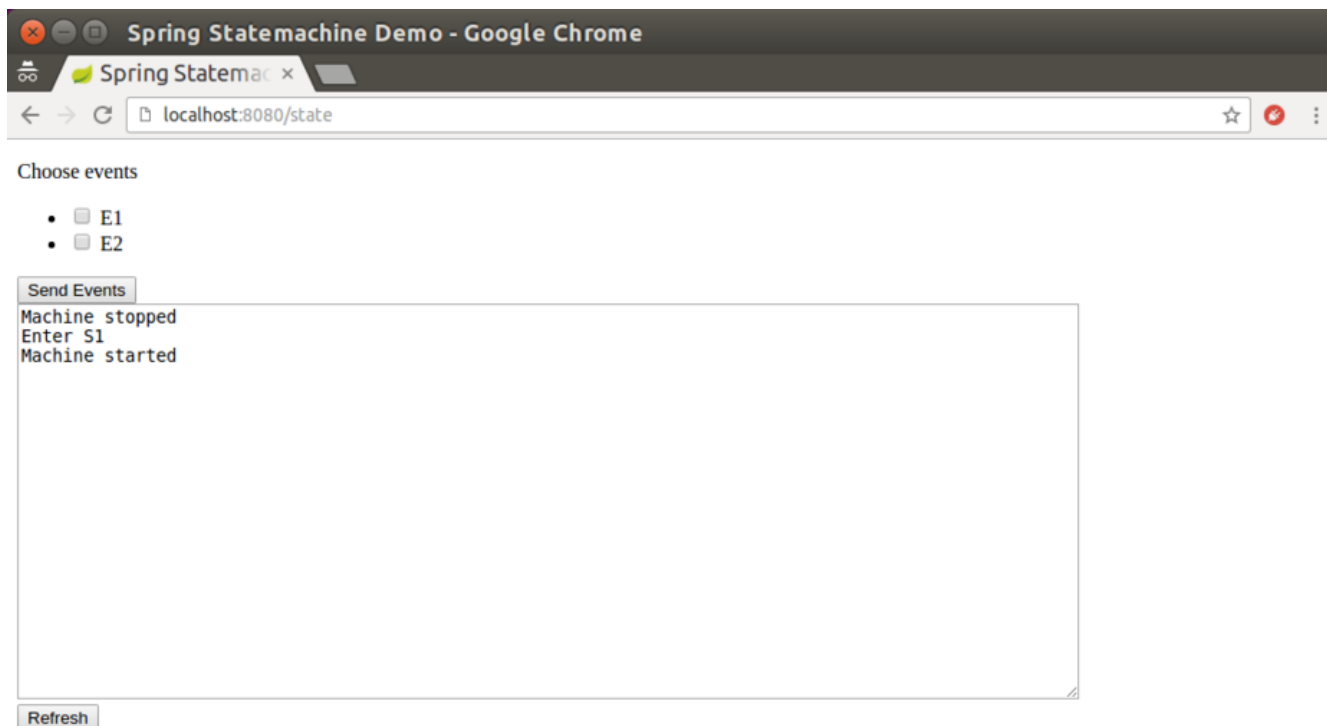 Spring Statemachine Demo - Google Chrome
Spring Statemac
localhost:8080/state
Choose events
E1
E2
Send Events
Machine stopped
Enter S1
Machine started
Refresh